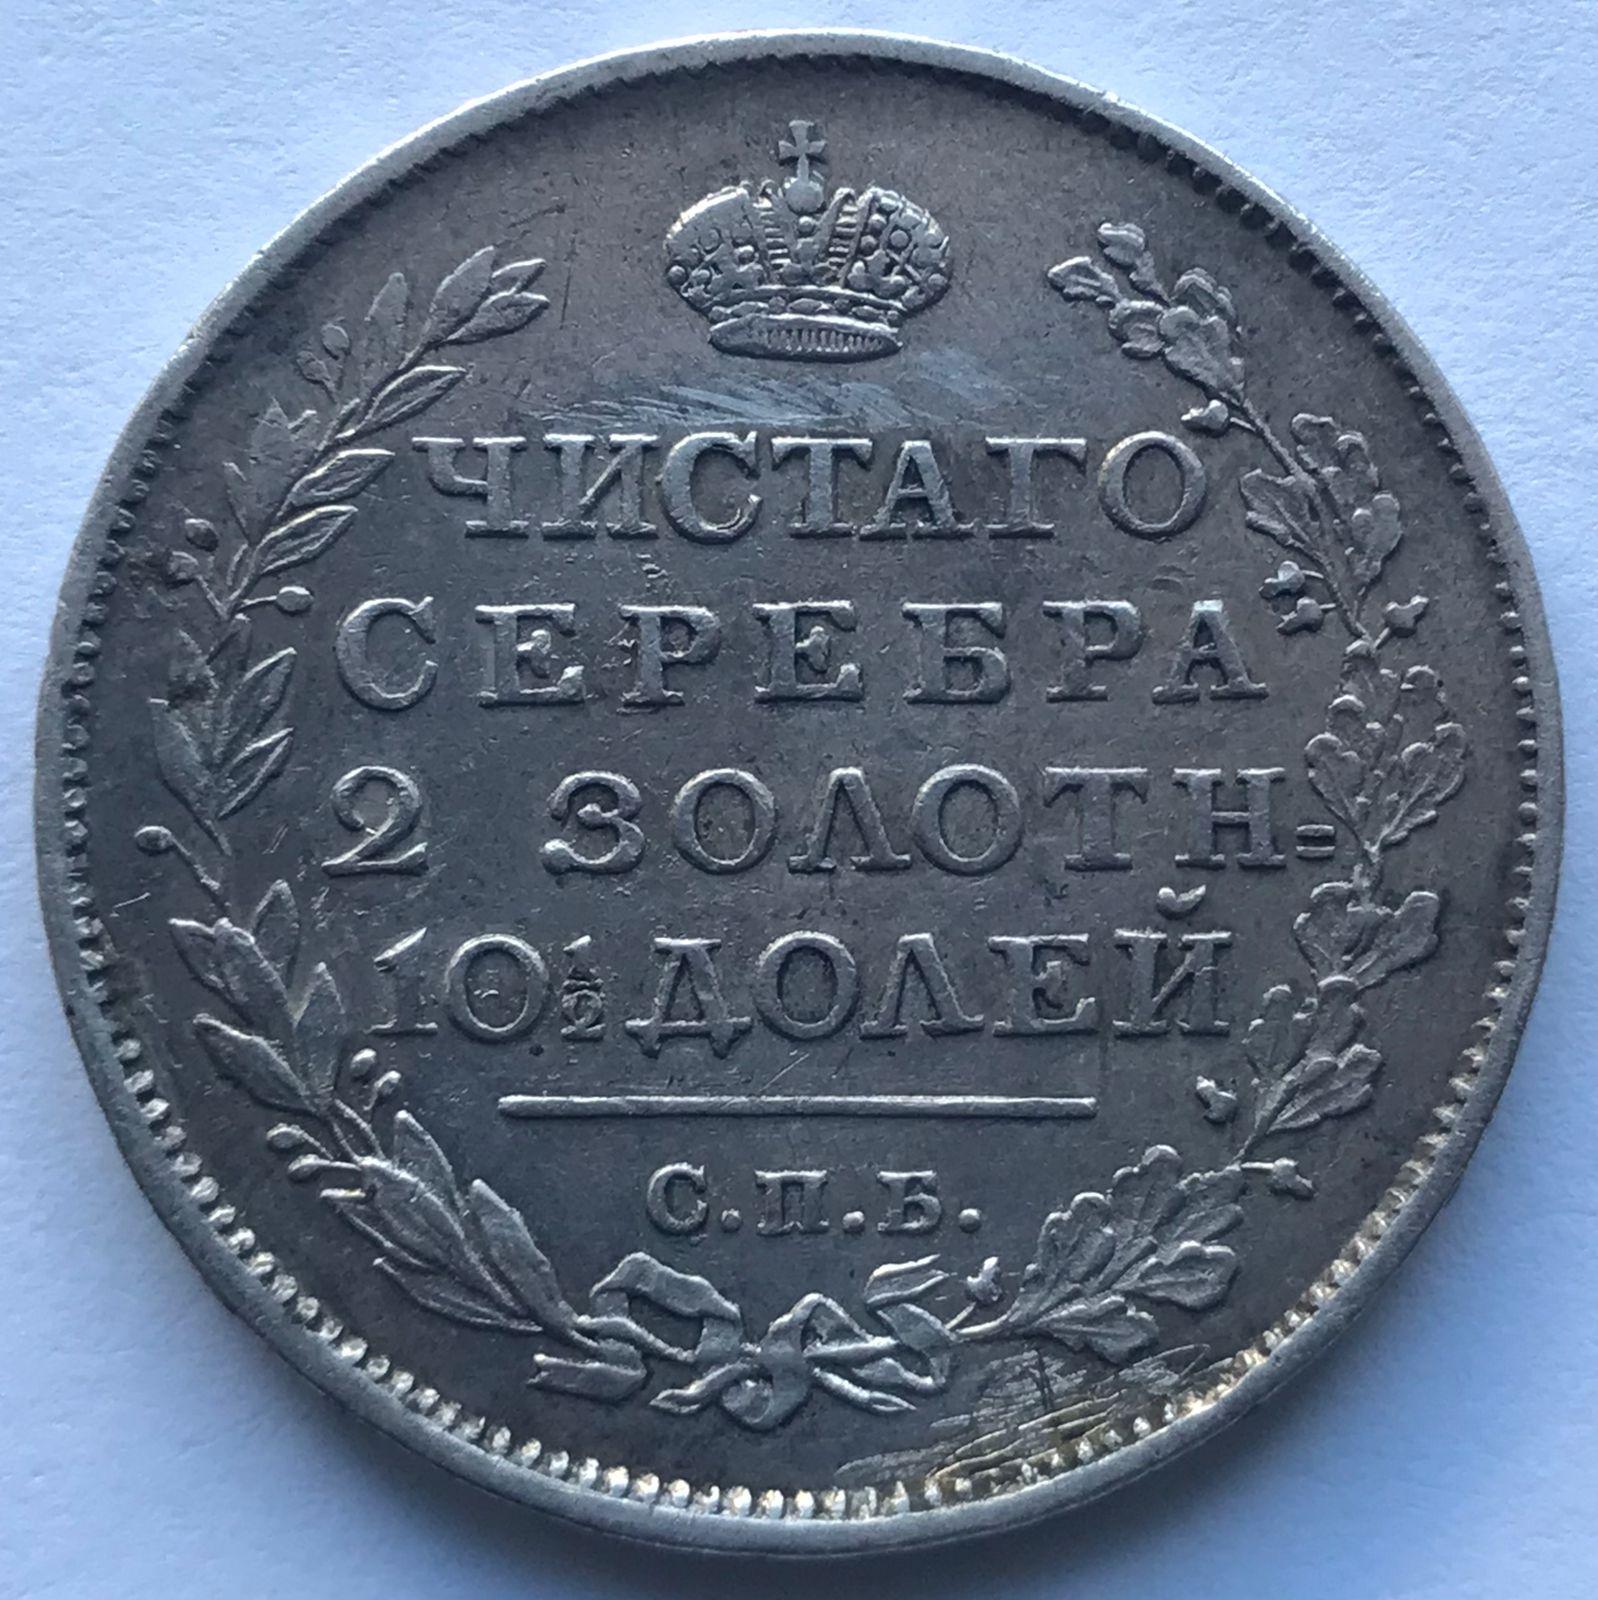 ЧИСТАГО
СЕРЕБРА
2 ЗОЛОТН=
10½ ДОЛЕЙ
С.П.Б.